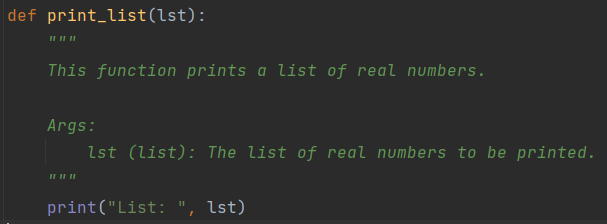 def print_list(lst):
    """
    This function prints a list of real numbers.

    Args:
        lst (list): The list of real numbers to be printed.
    """
    print("List: ", lst)